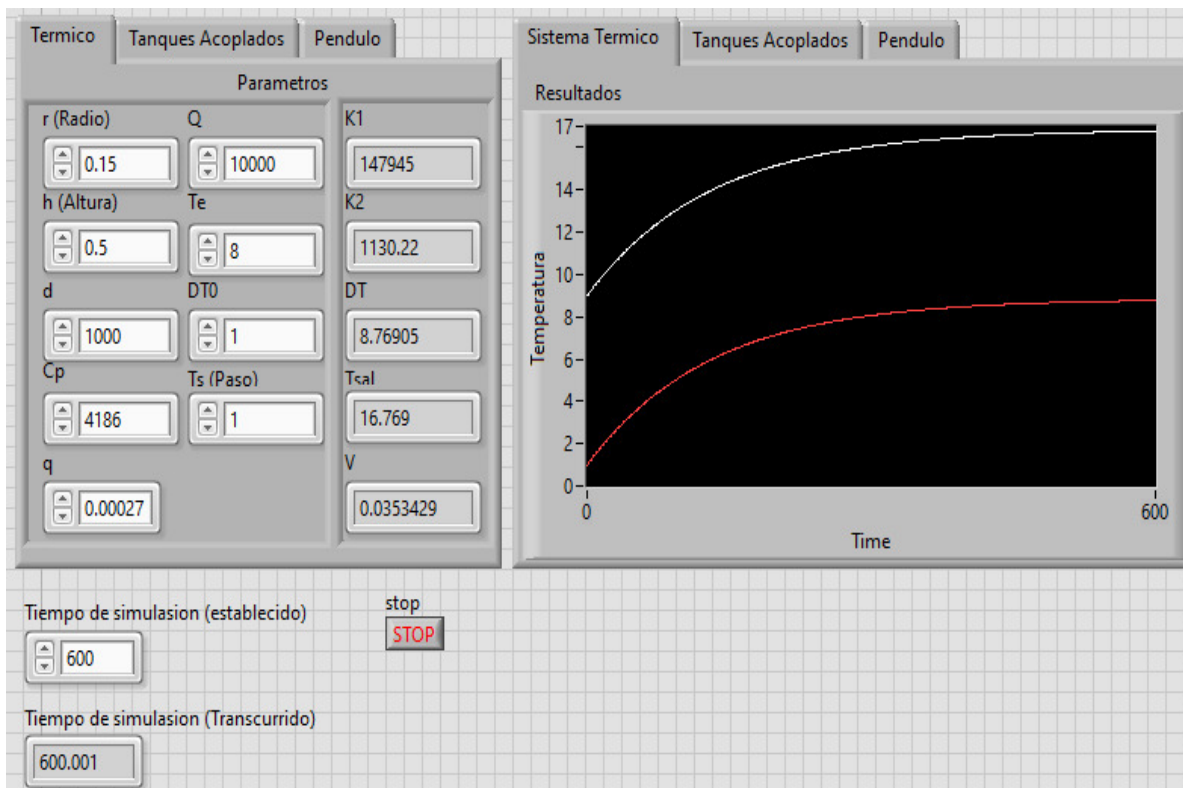 Termico Tanques Acoplados Pendulo
Parametros
r (Radio) Q K1
0.15 10000 147945
h (Altura) Te K2
0.5 8 1130.22
d DT0 DT
1000 1 8.76905
Cp Ts (Paso) Tsal
4186 1 16.769
q V
0.00027 0.0353429
Sistema Termico Tanques Acoplados Pendulo
Resultados
Temperatura
17-
14-
12-
10-
8-
6-
4-
2-
0-
0 600
Time
Tiempo de simulasion (establecido)
600
stop
STOP
Tiempo de simulasion (Transcurrido)
600.001